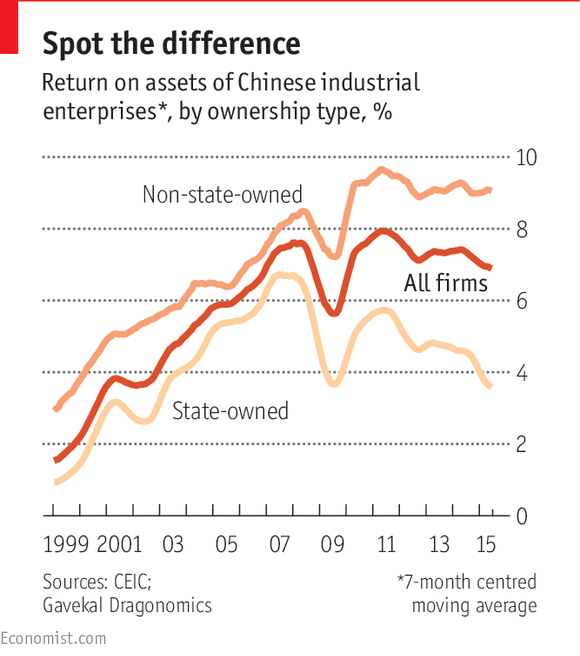 Spot the difference
Return on assets of Chinese industrial
enterprises*, by ownership type, %
10
Non-state-owned
8
All firms
6
4
State-owned
2
0
1999 2001 03 05 07 09 11 13 15
Sources: CEIC;
Gavekal Dragonomics
*7-month centred
moving average
Economist.com